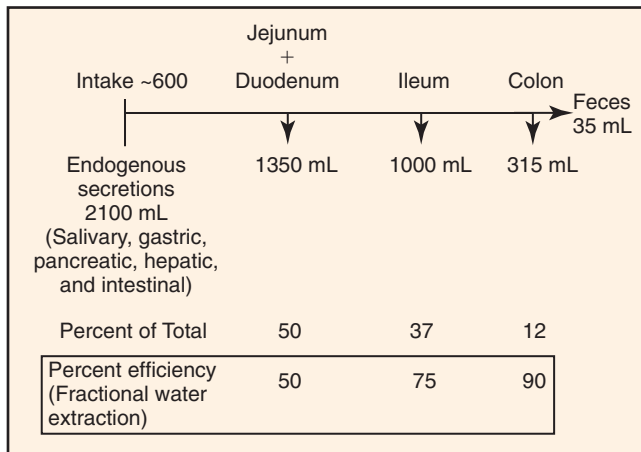 Jejunum
+
Intake ~600 Duodenum Ileum Colon
Feces
35 mL
Endogenous 1350 mL 1000 mL 315 mL
secretions
2100 mL
(Salivary, gastric,
pancreatic, hepatic,
and intestinal)
Percent of Total 50 37 12
Percent efficiency
(Fractional water 50 75 90
extraction)